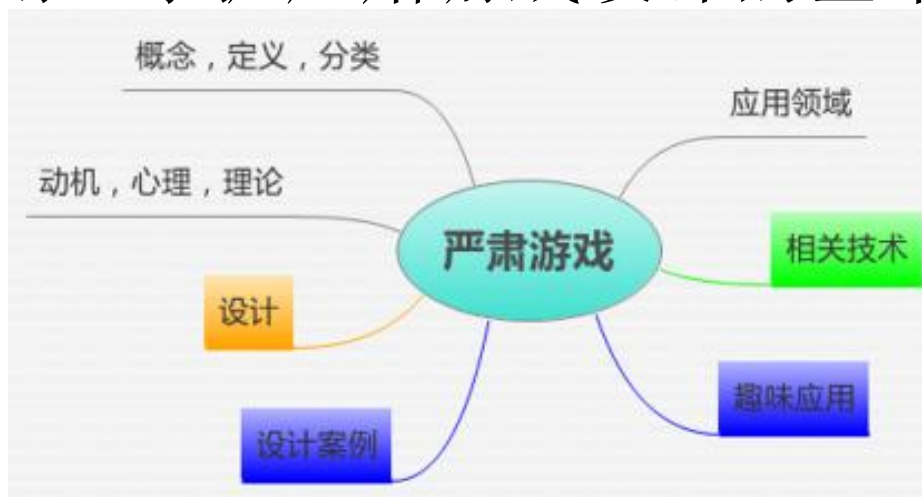 概念，定义，分类
应用领域
动机，心理，理论
严肃游戏
相关技术
设计
趣味应用
设计案例